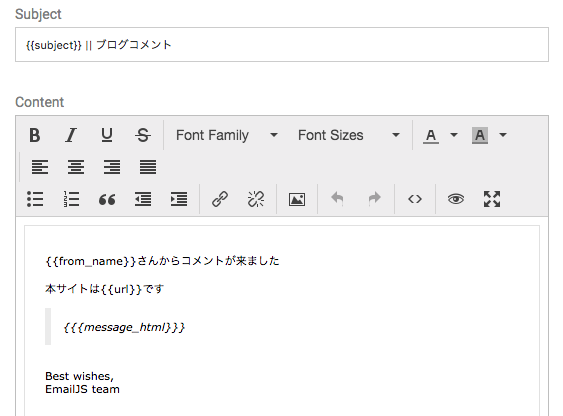 Subject
{{subject}} || ブログコメント
Content
B I U S Font Family Font Sizes A A
{{from_name}}さんからコメントが来ました
本サイトは{{url}}です
{{{message_html}}}
Best wishes,
EmailJS team